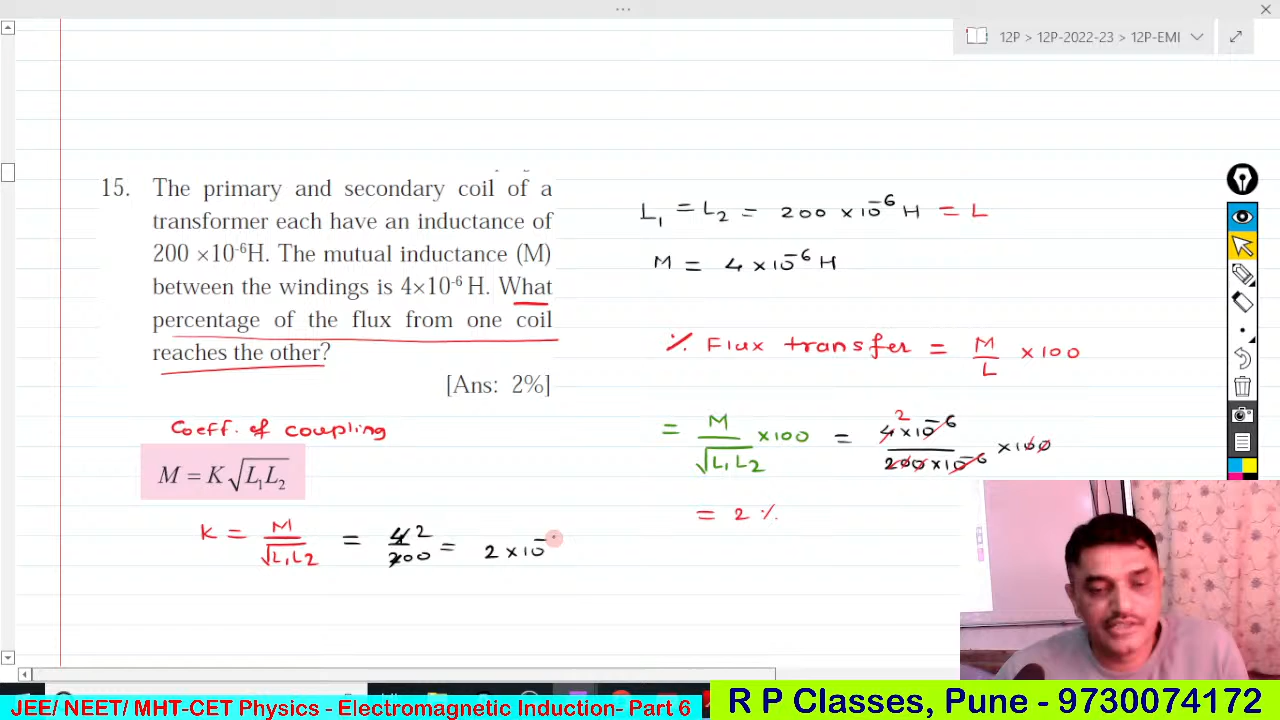 12P > 12P-2022-23 > 12P-EMI
15. The primary and secondary coil of a
transformer each have an inductance of
200 ×10⁻⁶H. The mutual inductance (M)
between the windings is 4×10⁻⁶ H. What
percentage of the flux from one coil
reaches the other?
[Ans: 2%]
Coeff. of coupling
M = K√L₁L₂
K = M/√L₁L₂ = 4/200 2 = 2 × 10⁻
L₁ = L₂ = 200 × 10⁻⁶ H = L
M = 4 × 10⁻⁶ H
% Flux transfer = M/L × 100
= M/√L₁L₂ × 100 = 2 4 × 10⁻⁶/200 × 10⁻⁶ × 100
= 2 %
JEE/ NEET/ MHT-CET Physics - Electromagnetic Induction- Part 6
R P Classes, Pune - 9730074172